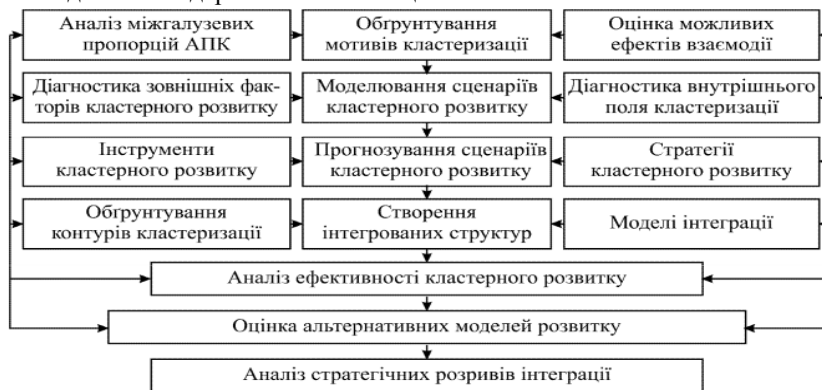 Аналіз міжгалузевих
пропорцій АПК
Обґрунтування
мотивів кластеризації
Оцінка можливих
ефектів взаємодії
Діагностика зовнішніх фак-
торів кластерного розвитку
Моделювання сценаріїв
кластерного розвитку
Діагностика внутрішнього
поля кластеризації
Інструменти
кластерного розвитку
Прогнозування сценаріїв
кластерного розвитку
Стратегії
кластерного розвитку
Обґрунтування
контурів кластеризації
Створення
інтегрованих структур
Моделі інтеграції
Аналіз ефективності кластерного розвитку
Оцінка альтернативних моделей розвитку
Аналіз стратегічних розривів інтеграції